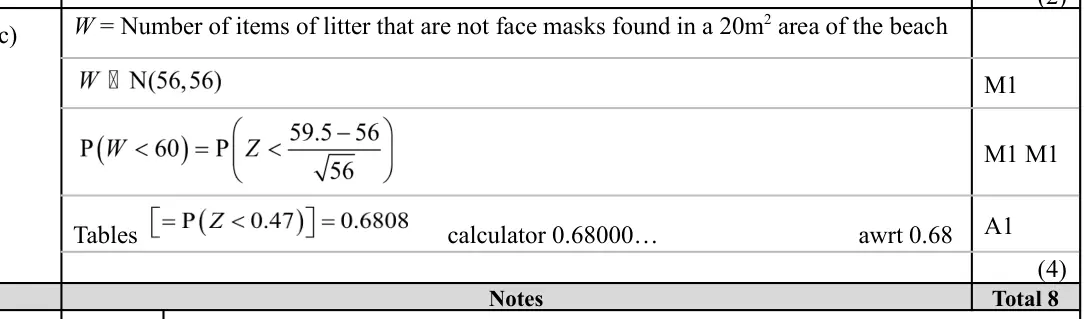 (2)
c)
W = Number of items of litter that are not face masks found in a 20m² area of the beach
W ⍰ N(56,56) M1
P(W < 60) = P(Z < (59.5 − 56)/√56) M1 M1
Tables [= P(Z < 0.47)] = 0.6808 calculator 0.68000… awrt 0.68 A1
(4)
Notes Total 8